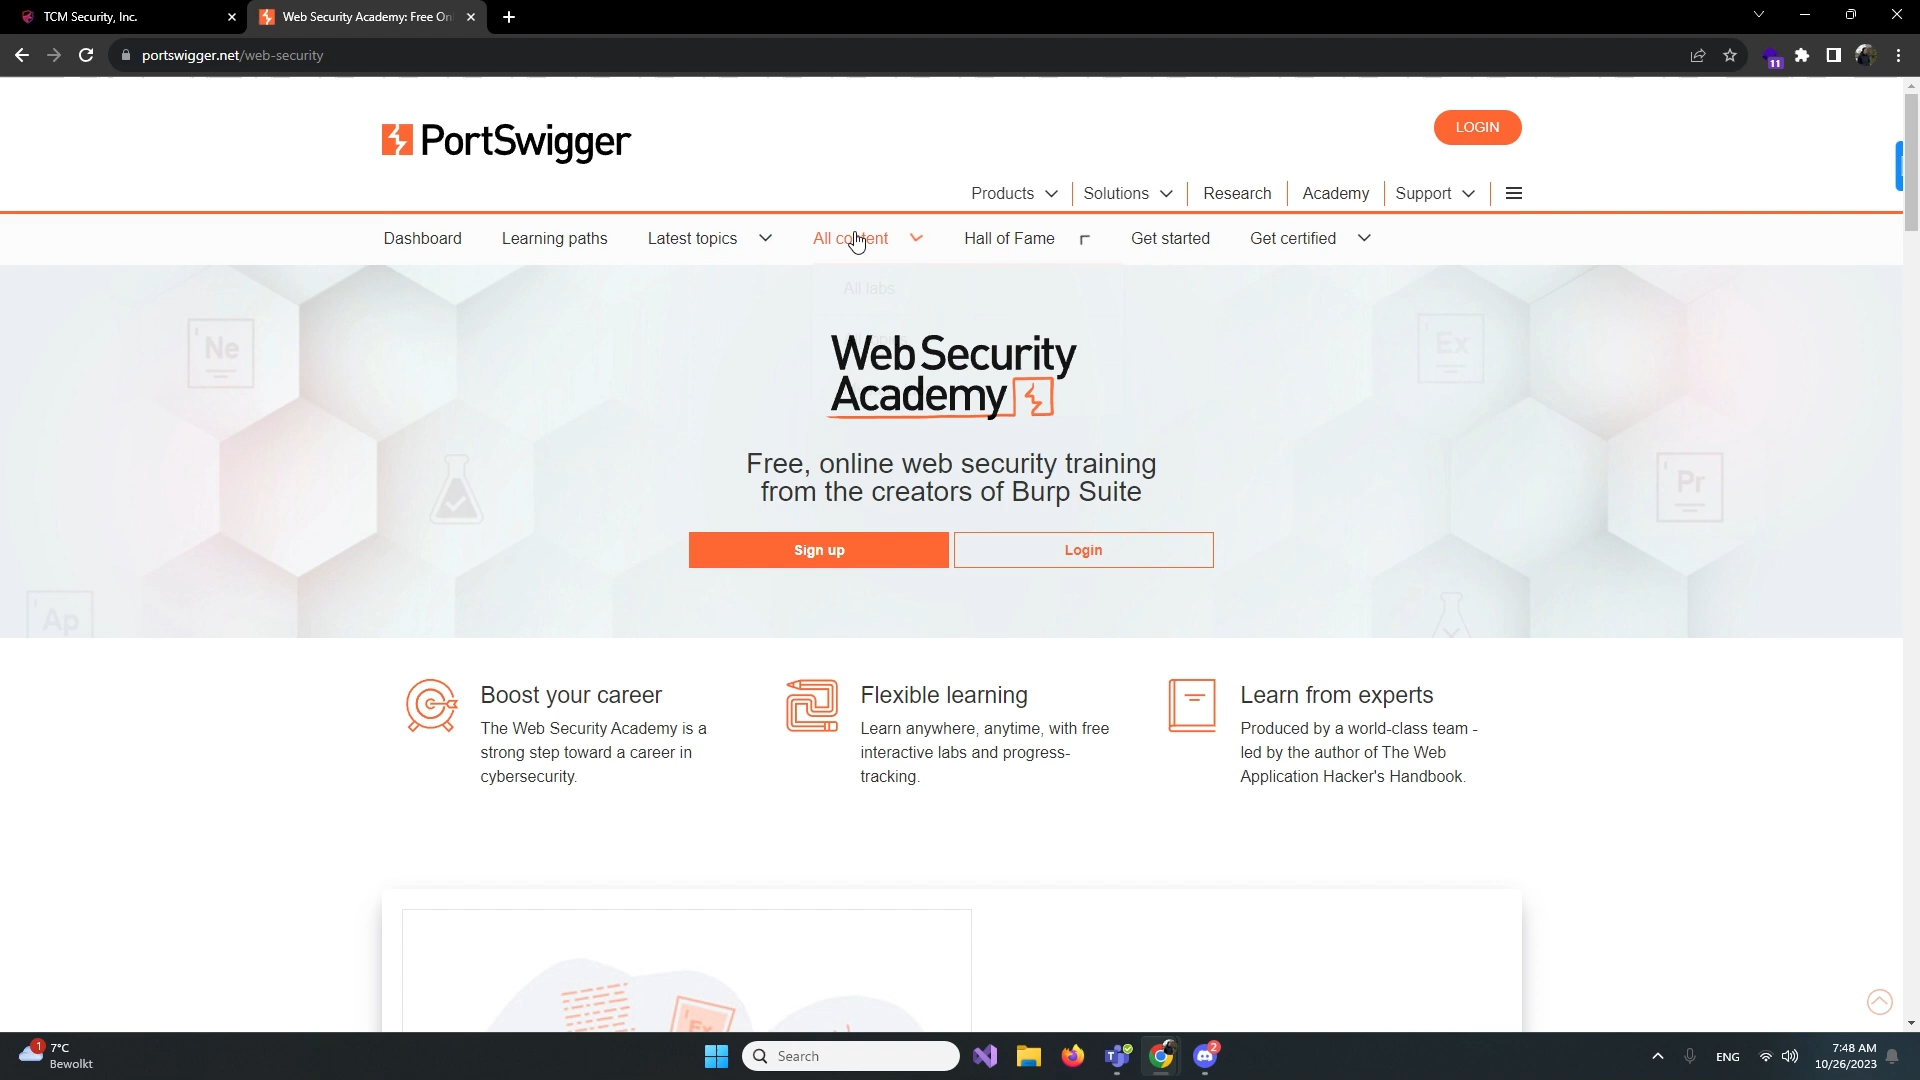 TCM Security, Inc.
Web Security Academy: Free On
portswigger.net/web-security
11
PortSwigger
LOGIN
Products
Solutions
Research
Academy
Support
Dashboard
Learning paths
Latest topics
All content
Hall of Fame
Get started
Get certified
All labs
Ne
Ex
Web Security
Academy
Free, online web security training
from the creators of Burp Suite
Pr
Sign up
Login
Ap
Boost your career
The Web Security Academy is a
strong step toward a career in
cybersecurity.
Flexible learning
Learn anywhere, anytime, with free
interactive labs and progress-
tracking.
Learn from experts
Produced by a world-class team -
led by the author of The Web
Application Hacker's Handbook.
Ex
1
7°C
Bewolkt
Search
2
ENG
7:48 AM
10/26/2023